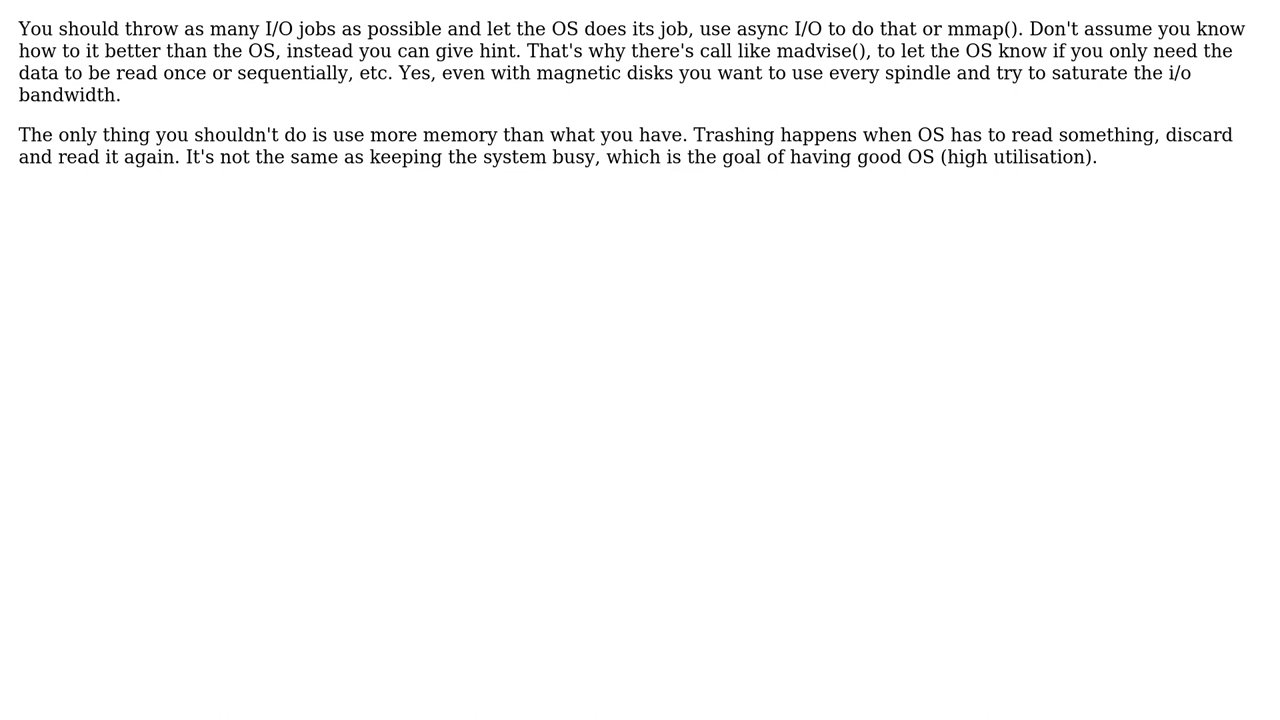 You should throw as many I/O jobs as possible and let the OS does its job, use async I/O to do that or mmap(). Don't assume you know
how to it better than the OS, instead you can give hint. That's why there's call like madvise(), to let the OS know if you only need the
data to be read once or sequentially, etc. Yes, even with magnetic disks you want to use every spindle and try to saturate the i/o
bandwidth.
The only thing you shouldn't do is use more memory than what you have. Trashing happens when OS has to read something, discard
and read it again. It's not the same as keeping the system busy, which is the goal of having good OS (high utilisation).